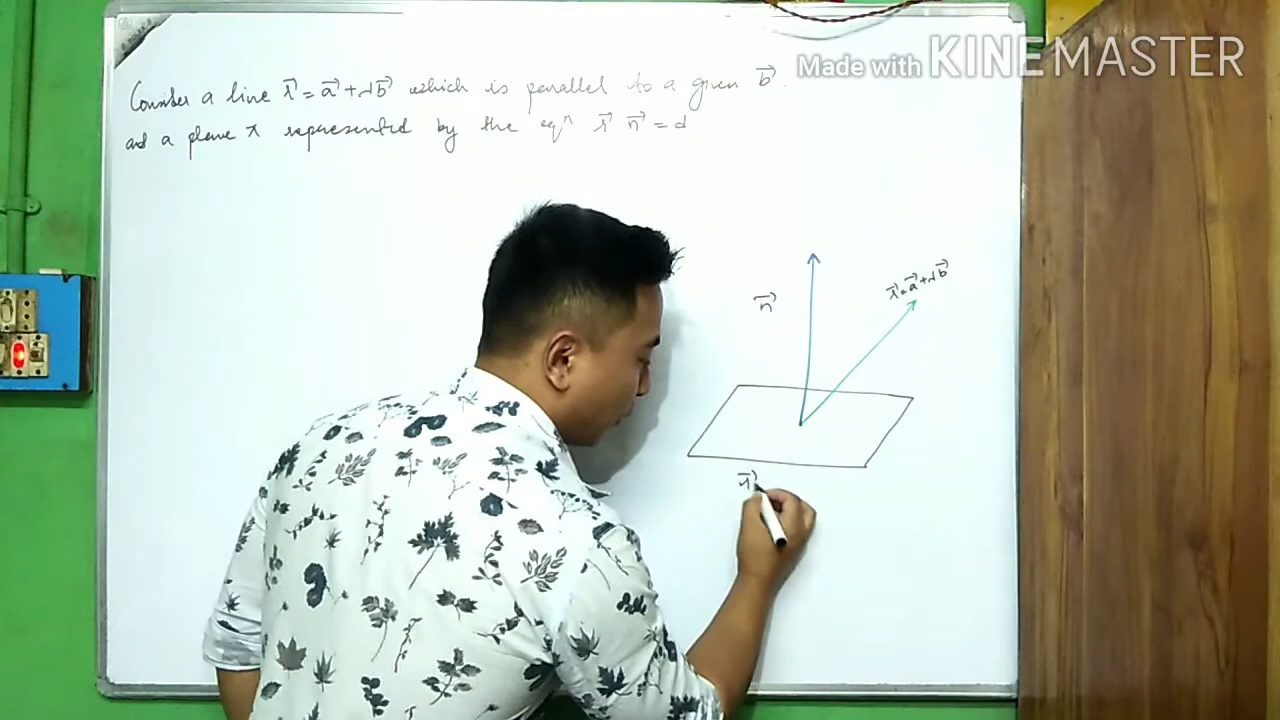 Made with KINEMASTER
Consider a line r⃗ = a⃗ + λb⃗ which is parallel to a given b⃗.
and a plane π represented by the eqⁿ r⃗. n⃗ = d
n⃗
r⃗ = a⃗ + λb⃗
r⃗